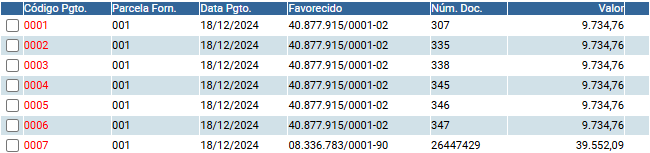 Código Pgto. Parcela Forn. Data Pgto. Favorecido Núm. Doc. Valor
0001 001 18/12/2024 40.877.915/0001-02 307 9.734,76
0002 001 18/12/2024 40.877.915/0001-02 335 9.734,76
0003 001 18/12/2024 40.877.915/0001-02 338 9.734,76
0004 001 18/12/2024 40.877.915/0001-02 345 9.734,76
0005 001 18/12/2024 40.877.915/0001-02 346 9.734,76
0006 001 18/12/2024 40.877.915/0001-02 347 9.734,76
0007 001 18/12/2024 08.336.783/0001-90 26447429 39.552,09